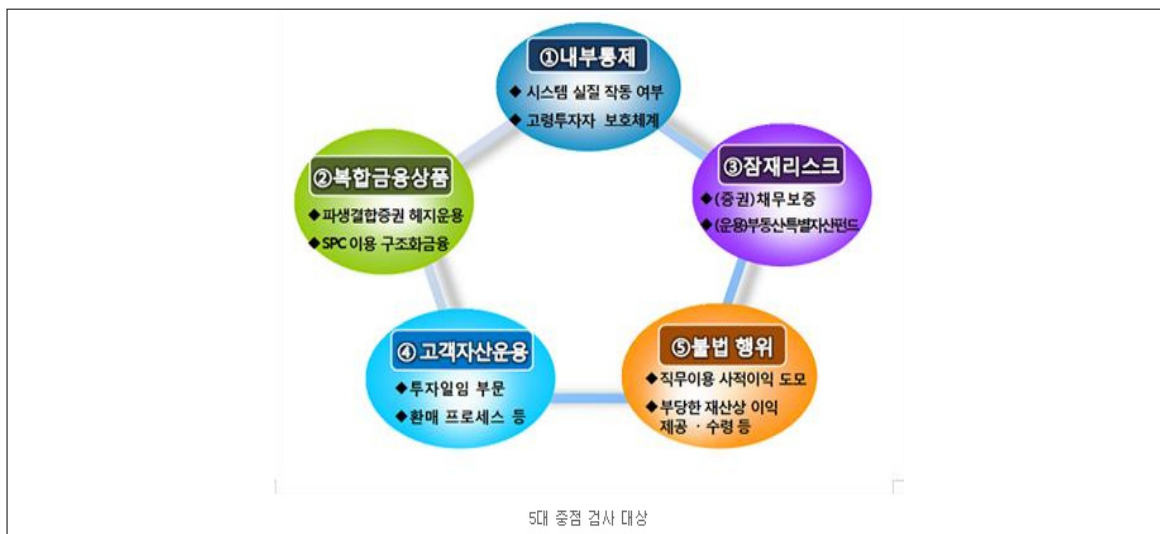 ①내부통제
◆ 시스템 실질 작동 여부
◆ 고령투자자 보호체계
②복합금융상품
◆파생결합증권 헤지운용
◆SPC 이용 구조화금융
③잠재리스크
◆(증권)채무보증
◆(운용)부동산특별자산펀드
④ 고객자산운용
◆투자일임 부문
◆환매 프로세스 등
⑤불법 행위
◆직무이용 사적이익 도모
◆부당한 재산상 이익
제공 · 수령 등
5대 중점 검사 대상